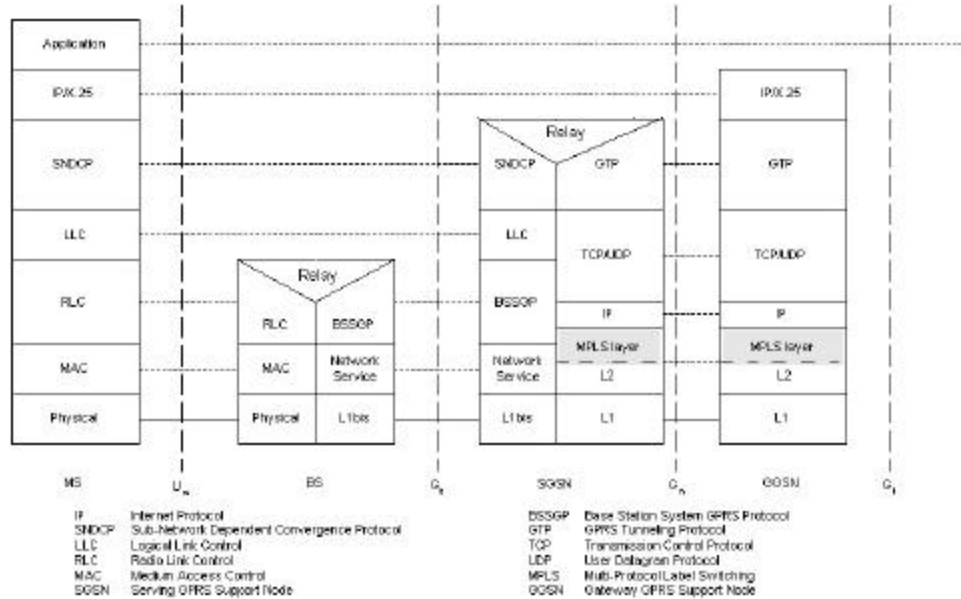 Application
IP/X.25
IP/X.25
Relay
SNDCP
SNDCP
GTP
GTP
LLC
LLC
TCP/UDP
TCP/UDP
Relay
RLC
RLC
BSSGP
BSSGP
IP
IP
MPLS layer
MPLS layer
MAC
MAC
Network
Service
Network
Service
L2
L2
Physical
Physical
L1bis
L1bis
L1
L1
MS
BS
SGSN
Gn
GGSN
Gi
IP Internet Protocol
SNDCP Sub-Network Dependent Convergence Protocol
LLC Logical Link Control
RLC Radio Link Control
MAC Medium Access Control
SGSN Serving GPRS Support Node
BSSGP Base Station System GPRS Protocol
GTP GPRS Tunneling Protocol
TCP Transmission Control Protocol
UDP User Datagram Protocol
MPLS Multi-Protocol Label Switching
GGSN Gateway GPRS Support Node